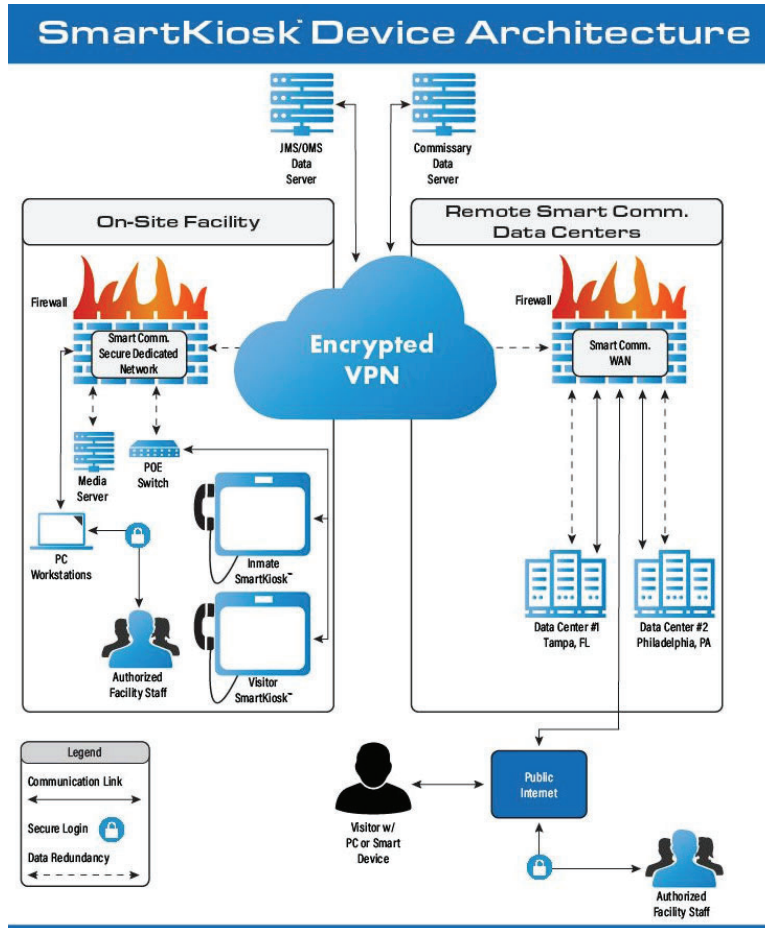 SmartKiosk™ Device Architecture
JMS/OMS
Data
Server
Commissary
Data
Server
On-Site Facility
Remote Smart Comm.
Data Centers
Firewall
Smart Comm.
Secure Dedicated
Network
Encrypted
VPN
Firewall
Smart Comm.
WAN
Media
Server
POE
Switch
PC
Workstations
Inmate
SmartKiosk™
Authorized
Facility Staff
Visitor
SmartKiosk™
Data Center #1
Tampa, FL
Data Center #2
Philadelphia, PA
Legend
Communication Link
Secure Login
Data Redundancy
Visitor w/
PC or Smart
Device
Public
Internet
Authorized
Facility Staff